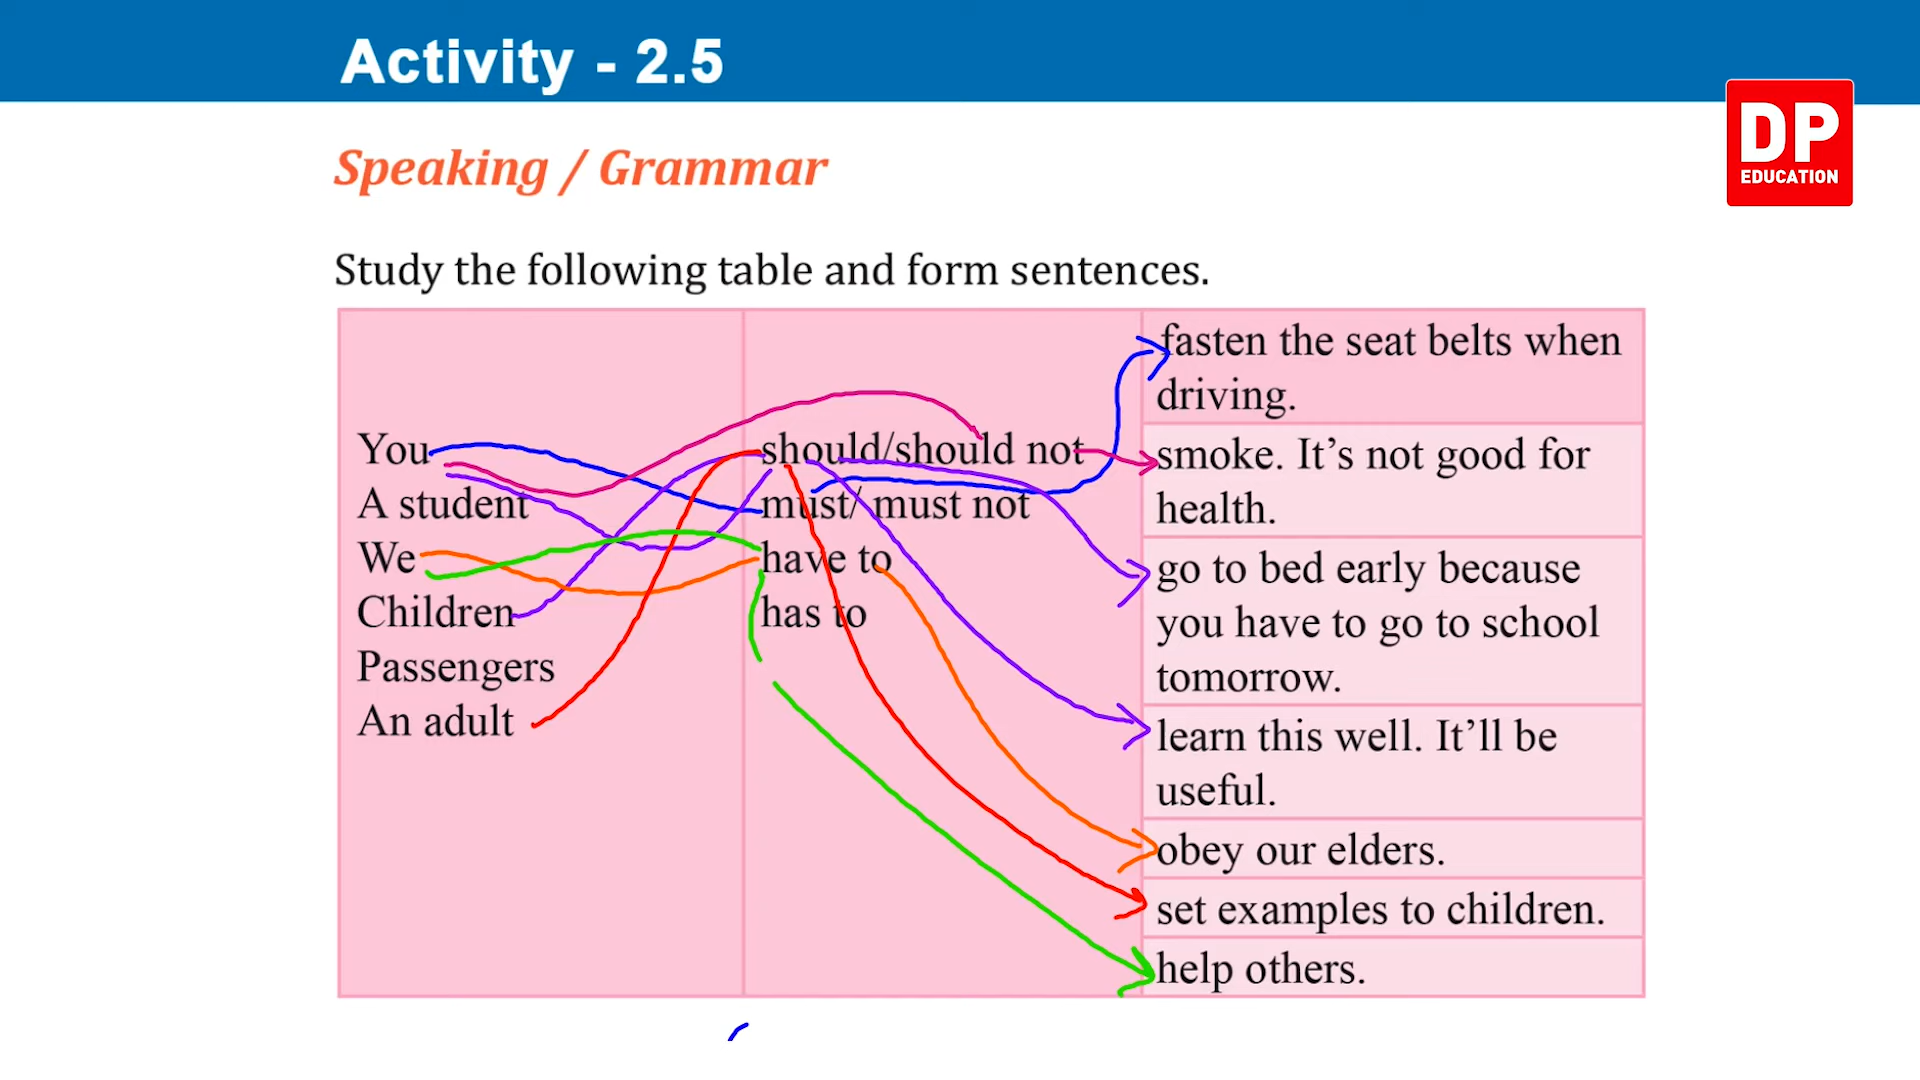 Activity - 2.5
DP
EDUCATION
Speaking / Grammar
Study the following table and form sentences.
You
A student
We
Children
Passengers
An adult
should/should not
must/ must not
have to
has to
fasten the seat belts when
driving.
smoke. It’s not good for
health.
go to bed early because
you have to go to school
tomorrow.
learn this well. It’ll be
useful.
obey our elders.
set examples to children.
help others.